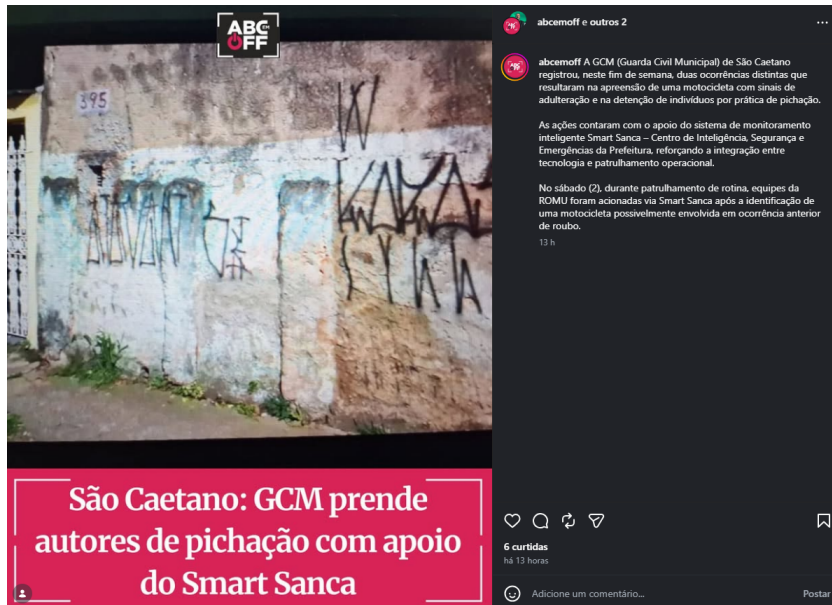 ABC EM
OFF
395
São Caetano: GCM prende
autores de pichação com apoio
do Smart Sanca
abcemoff e outros 2
abcemoff A GCM (Guarda Civil Municipal) de São Caetano
registrou, neste fim de semana, duas ocorrências distintas que
resultaram na apreensão de uma motocicleta com sinais de
adulteração e na detenção de indivíduos por prática de pichação.
As ações contaram com o apoio do sistema de monitoramento
inteligente Smart Sanca – Centro de Inteligência, Segurança e
Emergências da Prefeitura, reforçando a integração entre
tecnologia e patrulhamento operacional.
No sábado (2), durante patrulhamento de rotina, equipes da
ROMU foram acionadas via Smart Sanca após a identificação de
uma motocicleta possivelmente envolvida em ocorrência anterior
de roubo.
13 h
6 curtidas
há 13 horas
Adicione um comentário...
Postar